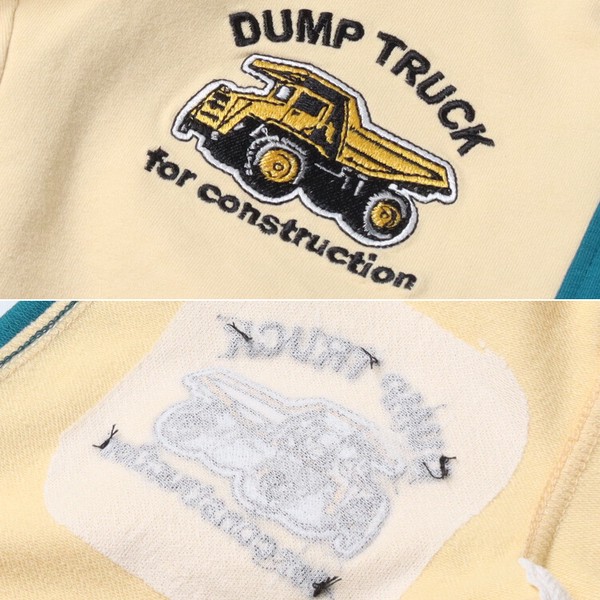 DUMP TRUCK
for construction